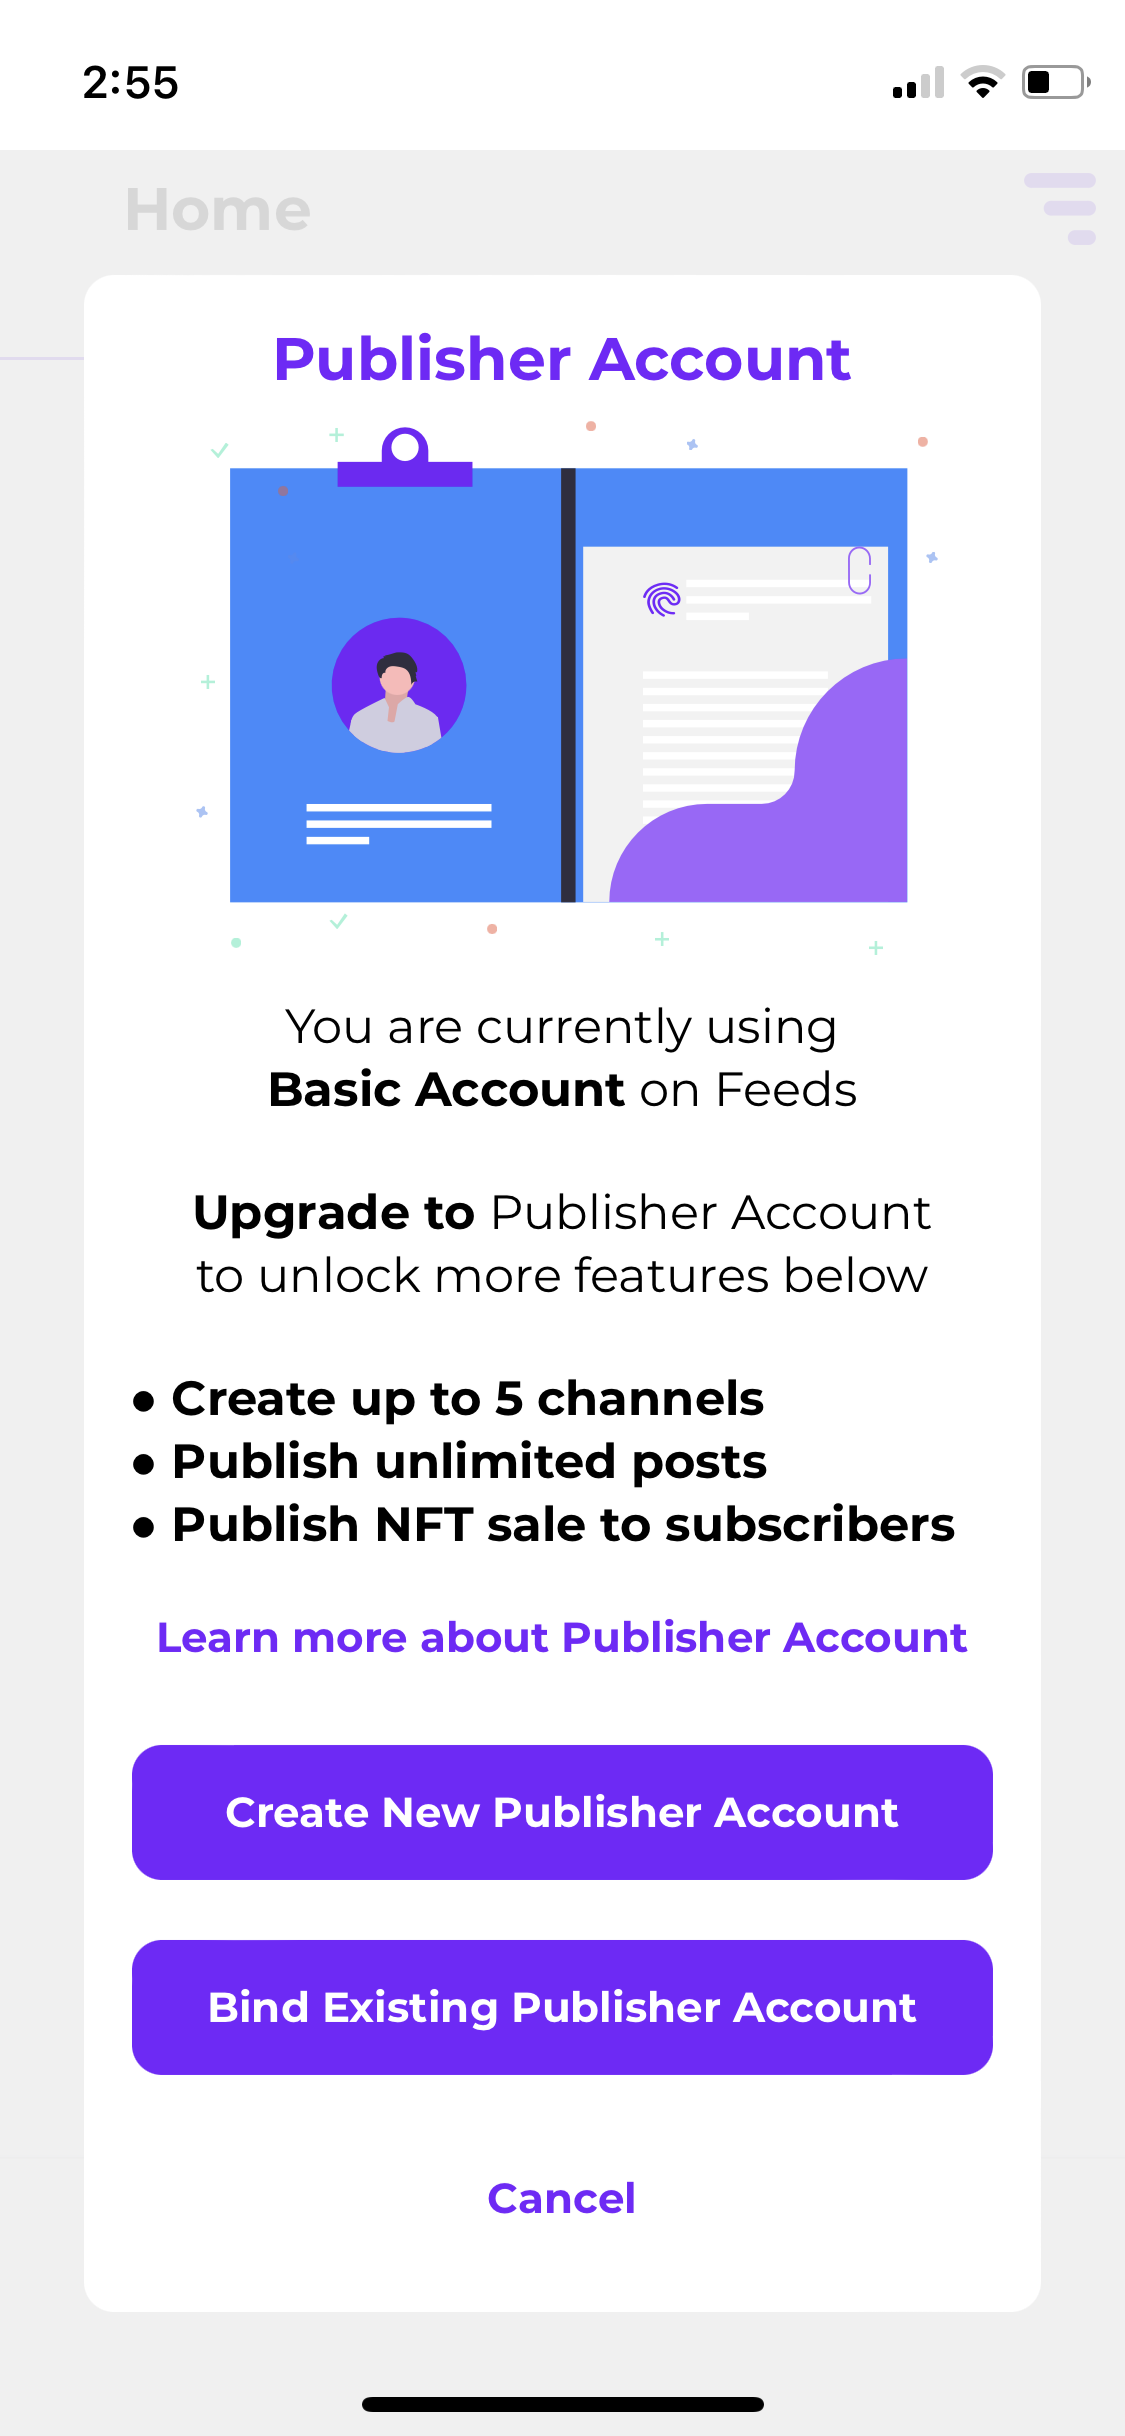 2:55
Home
Publisher Account
You are currently using
Basic Account on Feeds
Upgrade to Publisher Account
to unlock more features below
• Create up to 5 channels
• Publish unlimited posts
• Publish NFT sale to subscribers
Learn more about Publisher Account
Create New Publisher Account
Bind Existing Publisher Account
Cancel